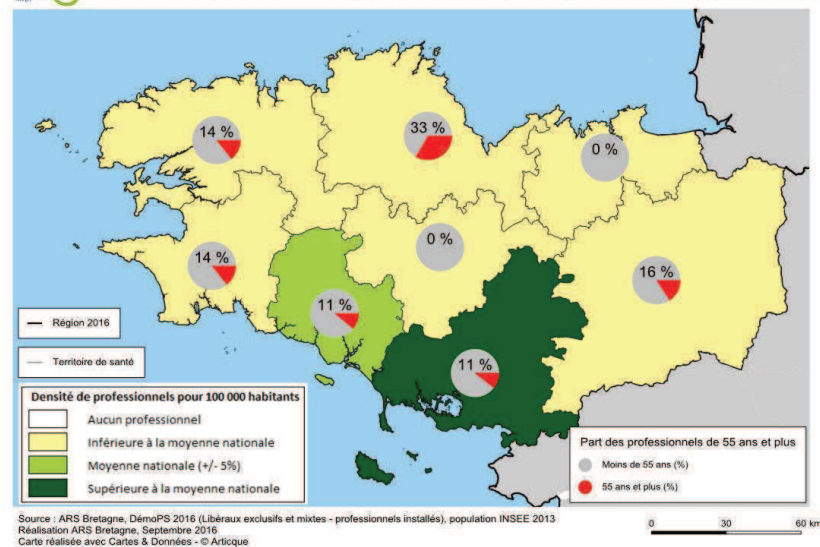 14 %
33 %
0 %
0 %
14 %
16 %
11 %
11 %
Région 2016
Territoire de santé
Densité de professionnels pour 100 000 habitants
Aucun professionnel
Inférieure à la moyenne nationale
Moyenne nationale (+/- 5%)
Supérieure à la moyenne nationale
Part des professionnels de 55 ans et plus
Moins de 55 ans (%)
55 ans et plus (%)
Source : ARS Bretagne, DémoPS 2016 (Libéraux exclusifs et mixtes - professionnels installés), population INSEE 2013
Réalisation ARS Bretagne, Septembre 2016
Carte réalisée avec Cartes & Données - © Articque
0 30 60 km